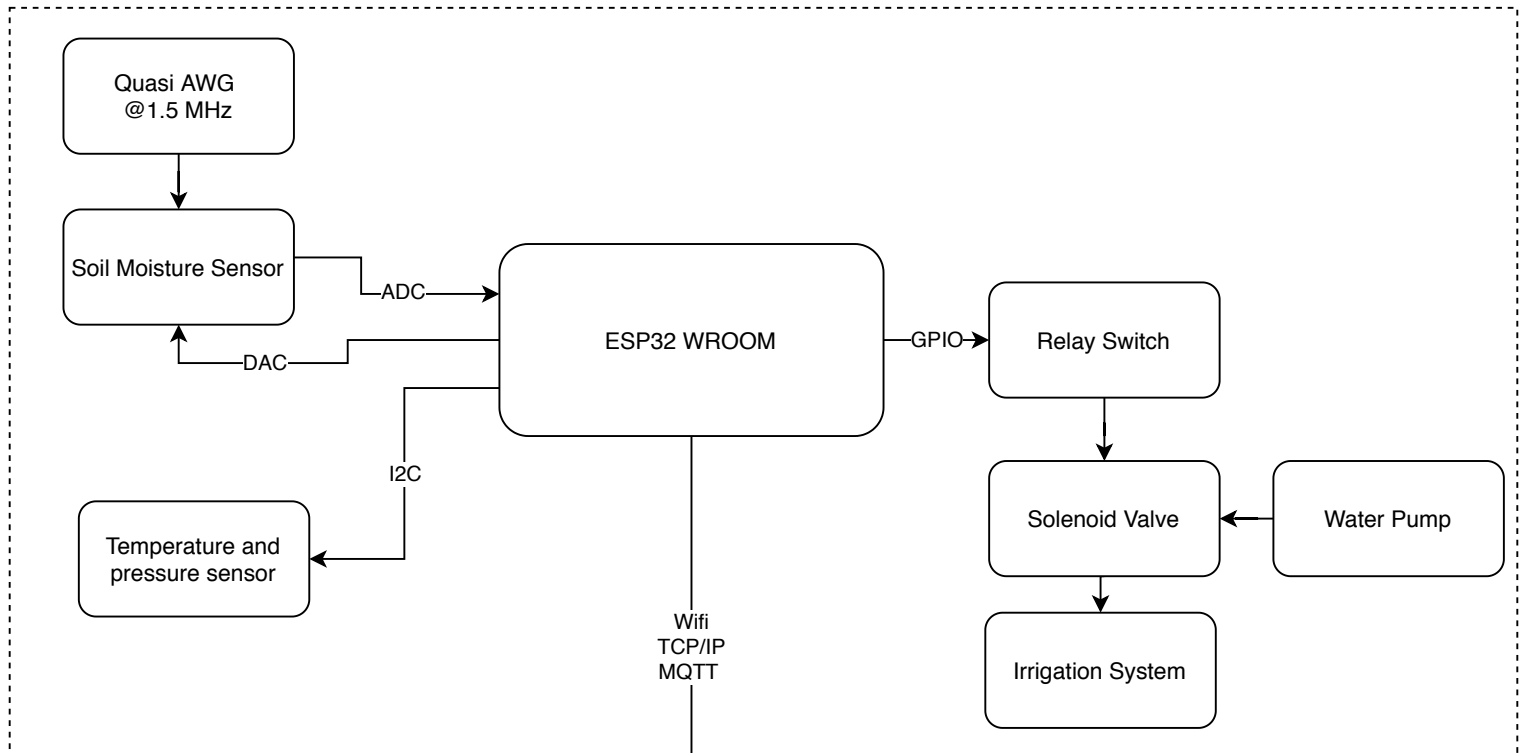 Quasi AWG
@1.5 MHz
Soil Moisture Sensor
ADC
DAC
ESP32 WROOM
GPIO
Relay Switch
I2C
Temperature and
pressure sensor
Solenoid Valve
Water Pump
Wifi
TCP/IP
MQTT
Irrigation System